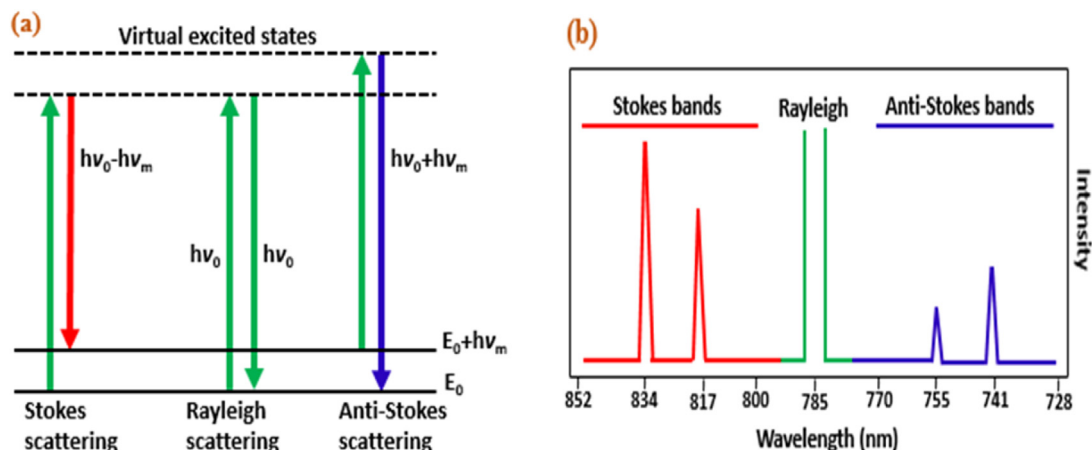 (a)
Virtual excited states
hν₀-hνₘ
hν₀
hν₀
hν₀+hνₘ
E₀+hνₘ
E₀
Stokes
scattering
Rayleigh
scattering
Anti-Stokes
scattering
(b)
Stokes bands
Rayleigh
Anti-Stokes bands
Intensity
852 834 817 800 785 770 755 741 728
Wavelength (nm)